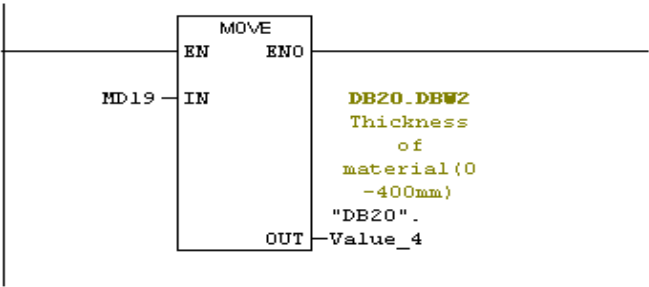 MOVE
EN ENO
MD19 IN
DB20.DBW2
Thickness
of
material(0
-400mm)
"DB20".
OUT Value_4